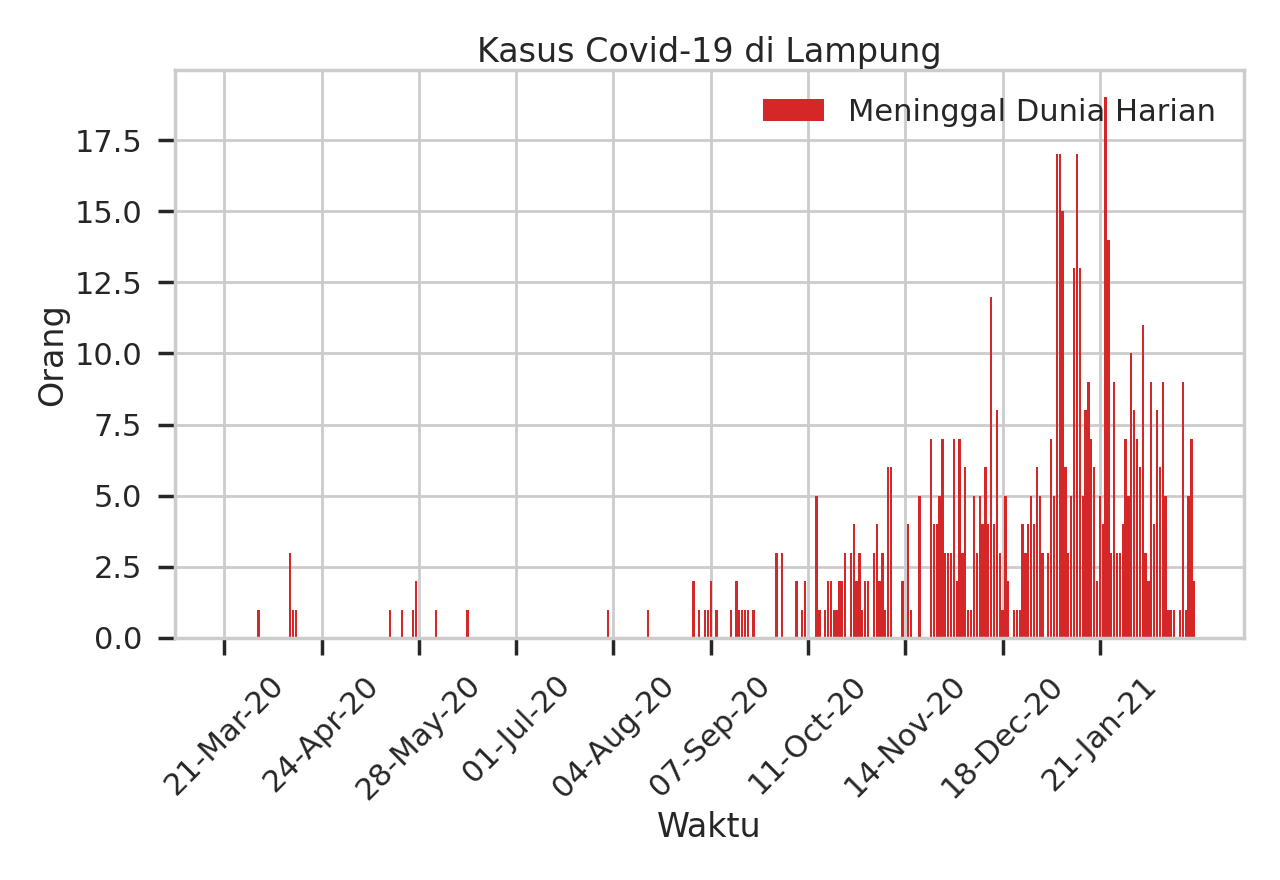 Kasus Covid-19 di Lampung
Meninggal Dunia Harian
17.5
15.0
12.5
10.0
7.5
5.0
2.5
0.0
Orang
21-Mar-20
24-Apr-20
28-May-20
01-Jul-20
04-Aug-20
07-Sep-20
11-Oct-20
14-Nov-20
18-Dec-20
21-Jan-21
Waktu